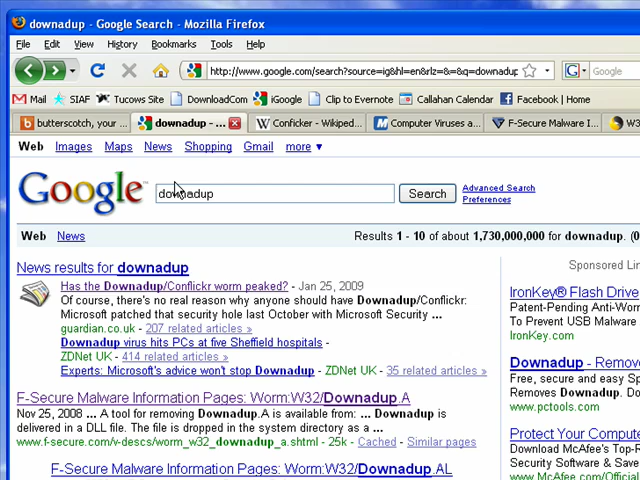 downadup - Google Search - Mozilla Firefox
File Edit View History Bookmarks Tools Help
http://www.google.com/search?source=ig&hl=en&rlz=&=&q=downadup Google
Mail SIAF Tucows Site DownloadCom iGoogle Clip to Evernote Callahan Calendar Facebook | Home
butterscotch, your ... downadup - ... Conficker - Wikiped... Computer Viruses a... F-Secure Malware I... W3
Web Images Maps News Shopping Gmail more ▼
Google downadup Search Advanced Search
Preferences
Web News Results 1 - 10 of about 1,730,000,000 for downadup. (0
News results for downadup
Has the Downadup/Conflickr worm peaked? - Jan 25, 2009
Of course, there's no real reason why anyone should have Downadup/Conflickr:
Microsoft patched that security hole last October with Microsoft Security ...
guardian.co.uk - 207 related articles »
Downadup virus hits PCs at five Sheffield hospitals -
ZDNet UK - 414 related articles »
Experts: Microsoft's advice won't stop Downadup - ZDNet UK - 35 related articles »
F-Secure Malware Information Pages: Worm:W32/Downadup.A
Nov 25, 2008 ... A tool for removing Downadup.A is available from: ... Downadup is
delivered in a DLL file. The file is dropped in the system directory as a ...
www.f-secure.com/v-descs/worm_w32_downadup_a.shtml - 25k - Cached - Similar pages
F-Secure Malware Information Pages: Worm:W32/Downadup.AL
Sponsored Lin
IronKey® Flash Drive
Patent-Pending Anti-Worm
To Prevent USB Malware
IronKey.com
Downadup - Remov
Free, secure and easy Sp
Removes Downadup.
www.pctools.com
Protect Your Compute
Download McAfee's Top-R
Security Software & Save
www.McAfee.com/Official